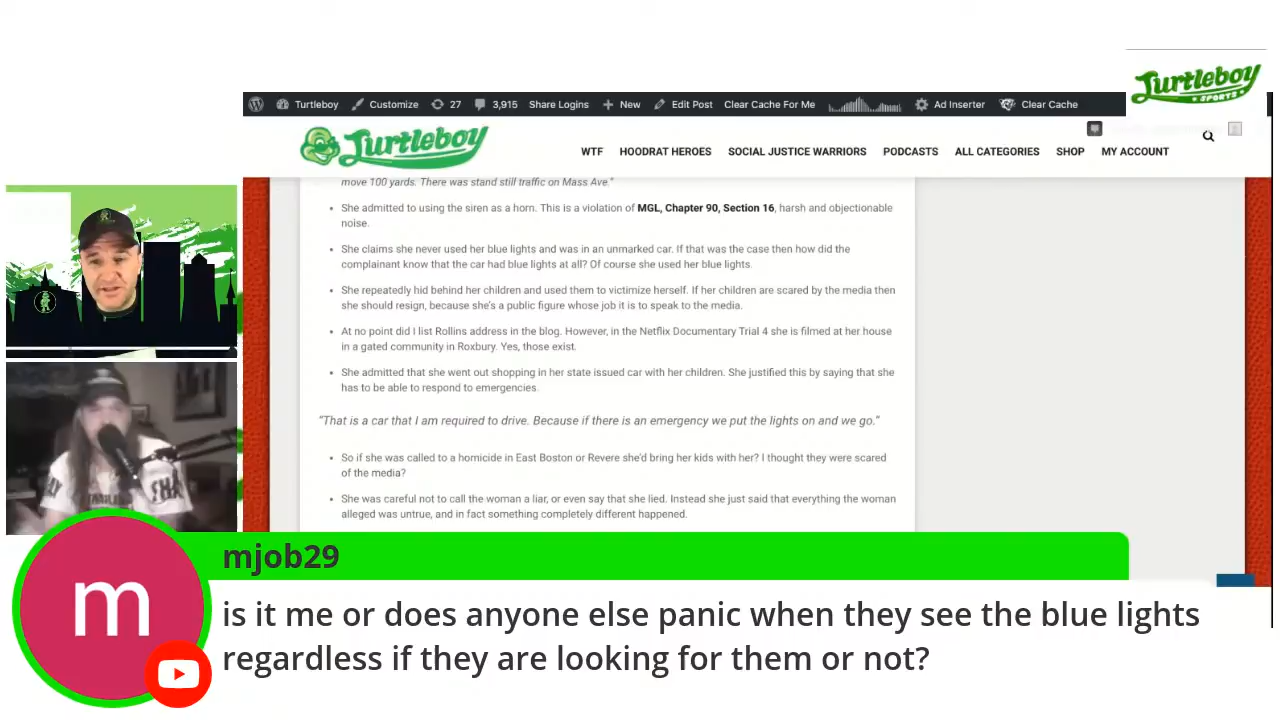 Turtleboy
Customize
27
3,915
Share Logins
New
Edit Post
Clear Cache For Me
Ad Inserter
Clear Cache
Turtleboy
SPORTS
Turtleboy
WTF
HOODRAT HEROES
SOCIAL JUSTICE WARRIORS
PODCASTS
ALL CATEGORIES
SHOP
MY ACCOUNT
move 100 yards. There was stand still traffic on Mass Ave."
She admitted to using the siren as a horn. This is a violation of MGL, Chapter 90, Section 16, harsh and objectionable
noise.
She claims she never used her blue lights and was in an unmarked car. If that was the case then how did the
complainant know that the car had blue lights at all? Of course she used her blue lights.
She repeatedly hid behind her children and used them to victimize herself. If her children are scared by the media then
she should resign, because she's a public figure whose job it is to speak to the media.
At no point did I list Rollins address in the blog. However, in the Netflix Documentary Trial 4 she is filmed at her house
in a gated community in Roxbury. Yes, those exist.
She admitted that she went out shopping in her state issued car with her children. She justified this by saying that she
has to be able to respond to emergencies.
"That is a car that I am required to drive. Because if there is an emergency we put the lights on and we go."
So if she was called to a homicide in East Boston or Revere she'd bring her kids with her? I thought they were scared
of the media?
She was careful not to call the woman a liar, or even say that she lied. Instead she just said that everything the woman
alleged was untrue, and in fact something completely different happened.
m
mjob29
is it me or does anyone else panic when they see the blue lights
regardless if they are looking for them or not?